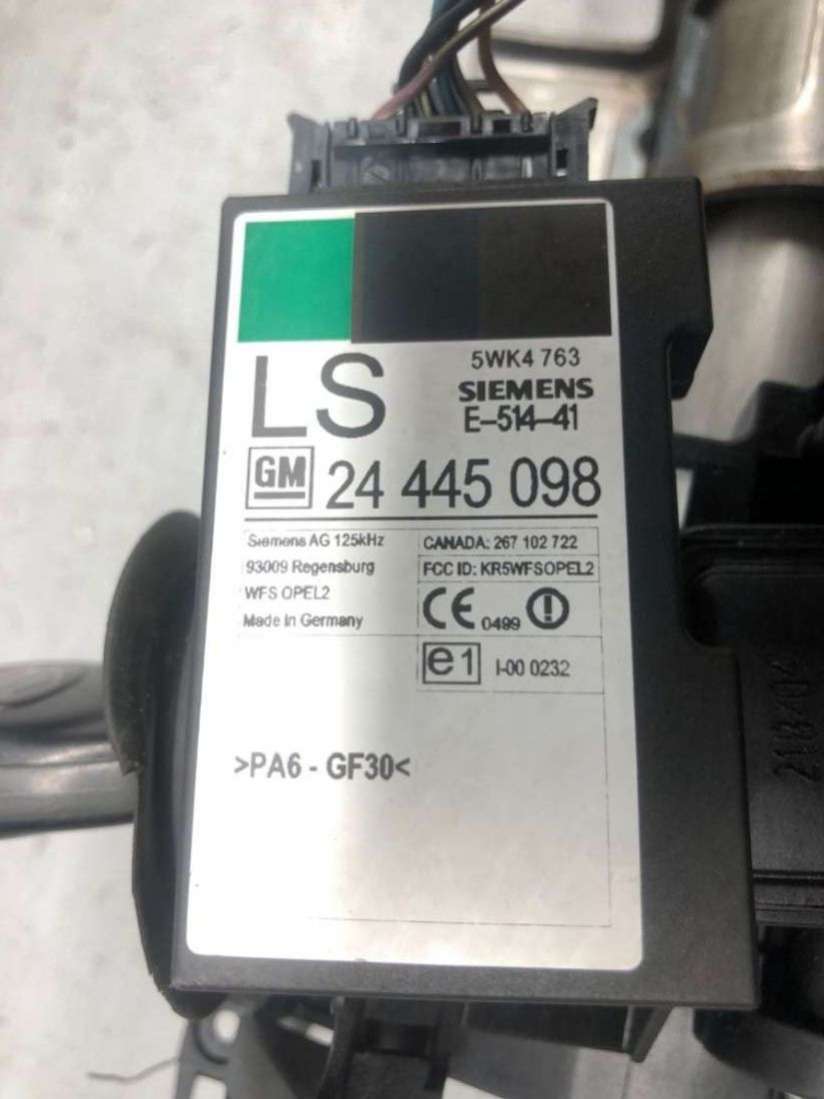 5WK4 763
LS
SIEMENS
E-514-41
GM 24 445 098
Siemens AG 125kHz
93009 Regensburg
WFS OPEL2
Made in Germany
CANADA: 267 102 722
FCC ID: KR5WFSOPEL2
CE 0499
e1 I-00 0232
>PA6 - GF30<